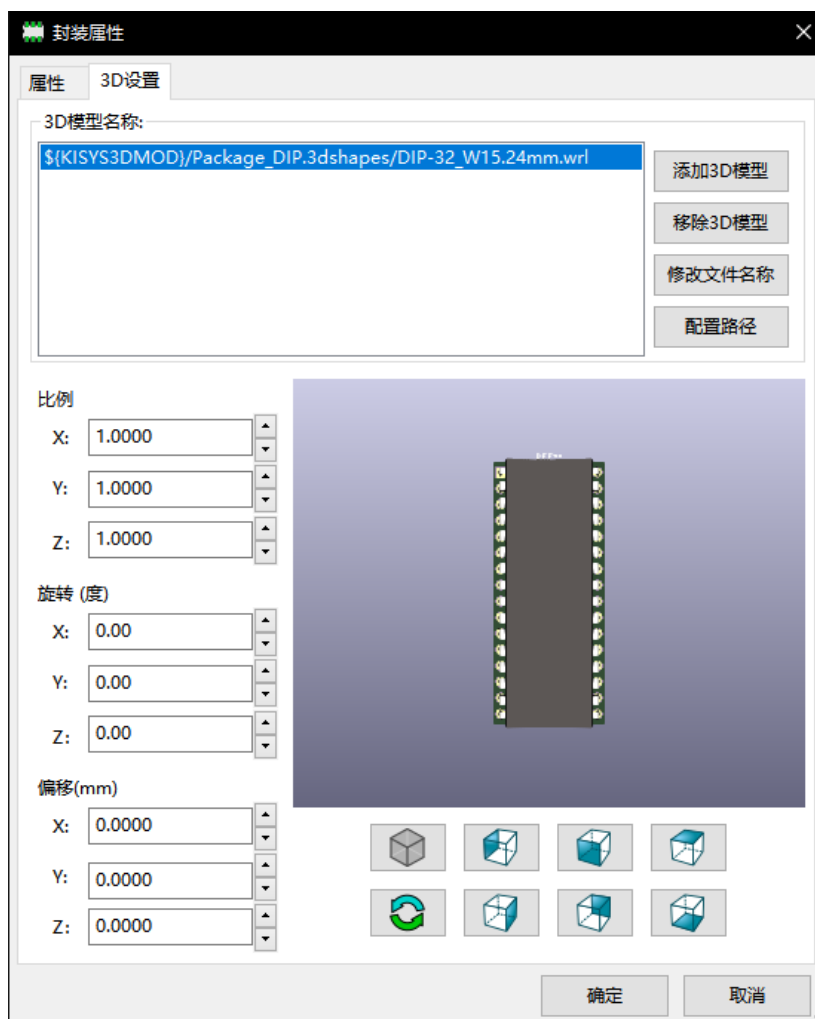 封装属性
属性
3D设置
3D模型名称:
${KISYS3DMOD}/Package_DIP.3dshapes/DIP-32_W15.24mm.wrl
添加3D模型
移除3D模型
修改文件名称
配置路径
比例
X: 1.0000
Y: 1.0000
Z: 1.0000
旋转 (度)
X: 0.00
Y: 0.00
Z: 0.00
偏移(mm)
X: 0.0000
Y: 0.0000
Z: 0.0000
确定
取消